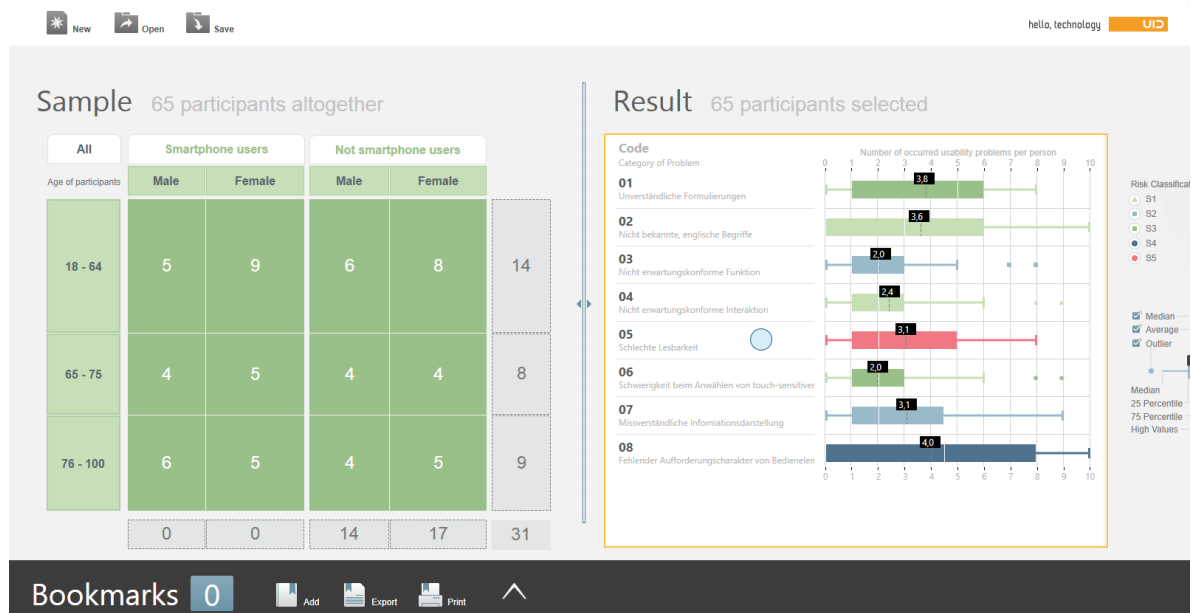 New Open Save
hello, technology UID
Sample 65 participants altogether
All Smartphone users Not smartphone users
Age of participants Male Female Male Female
18 - 64 5 9 6 8 14
65 - 75 4 5 4 4 8
76 - 100 6 5 4 5 9
0 0 14 17 31
Result 65 participants selected
Code
Category of Problem
Number of occurred usability problems per person
0 1 2 3 4 5 6 7 8 9 10
01 3,8
Unverständliche Formulierungen
02 3,6
Nicht bekannte, englische Begriffe
03 2,0
Nicht erwartungskonforme Funktion
04 2,4
Nicht erwartungskonforme Interaktion
05 3,1
Schlechte Lesbarkeit
06 2,0
Schwierigkeit beim Anwählen von touch-sensitiver
07 3,1
Missverständliche Informationsdarstellung
08 4,0
Fehlender Aufforderungscharakter von Bedienelen
0 1 2 3 4 5 6 7 8 9 10
Risk Classificat
S1
S2
S3
S4
S5
Median
Average
Outlier
Median
25 Percentile
75 Percentile
High Values
Bookmarks 0 Add Export Print